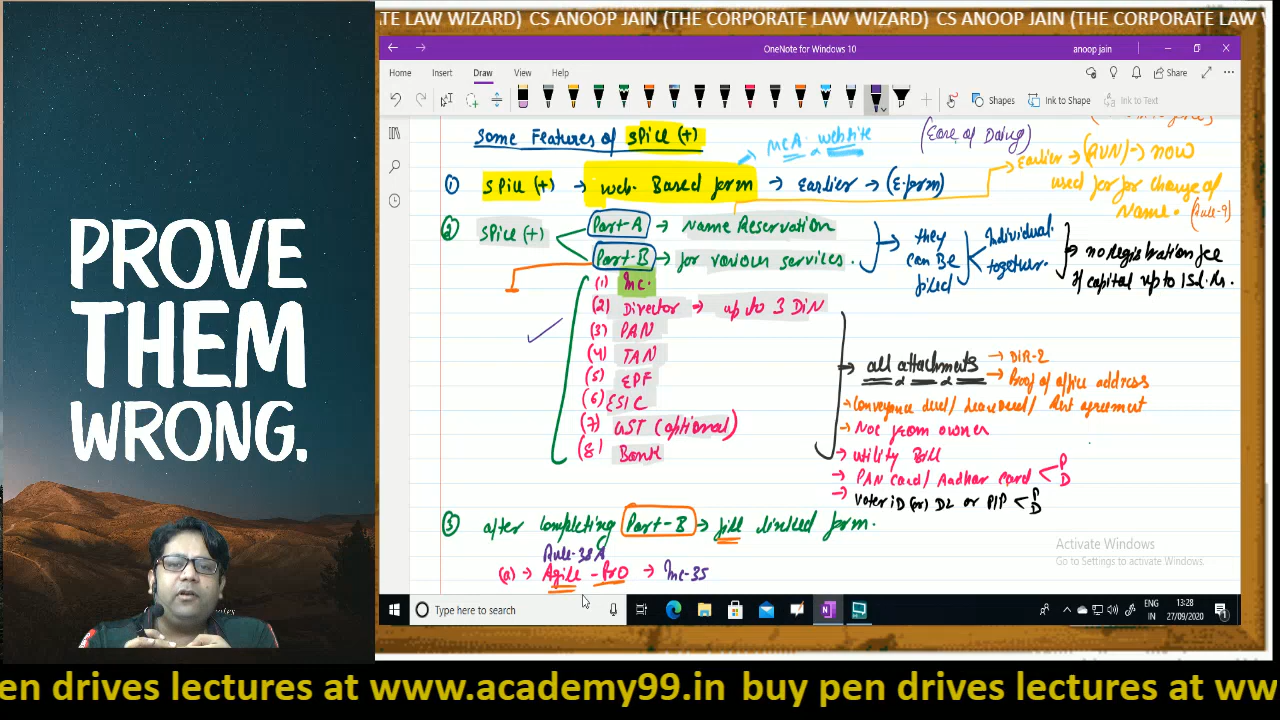 ATE LAW WIZARD) CS ANOOP JAIN (THE CORPORATE LAW WIZARD) CS ANOOP JAIN (THE CORPORATE LAW W
OneNote for Windows 10
anoop jain
Home Insert Draw View Help
Share
Shapes
Ink to Shape
Ink to Text
Some Features of SPice (+)
MCA website
(Ease of Doing)
① SPice (+) → web-Based form → Earlier → (E-form)
Earlier → (RUN) → now
used for for change of
Name. (Rule-9)
② SPice (+)
Part-A → Name Reservation
Part-B → for various services.
they
can Be
filed
Individual.
together.
no Registration fee
if capital up to 15L. Rs.
(1) Inc.
(2) Director → up to 3 DIN
(3) PAN
(4) TAN
(5) EPF
(6) ESIC
(7) GST (optional)
(8) Bank
→ all attachments
→ DIR-2
→ Proof of office address
→ Conveyance deed/ Lease Deed/ Rent agreement
→ NOC from owner
→ utility Bill
→ PAN Card/ Aadhar card < P D
→ Voter ID (or) DL or P/P < P D
③ after completing Part-B → fill linked form.
Rule-38A
(a) → Agile-Pro → Inc-35
Activate Windows
Go to Settings to activate Windows.
Type here to search
ENG
IN
13:28
27/09/2020
PROVE
THEM
WRONG.
en drives lectures at www.academy99.in buy pen drives lectures at ww